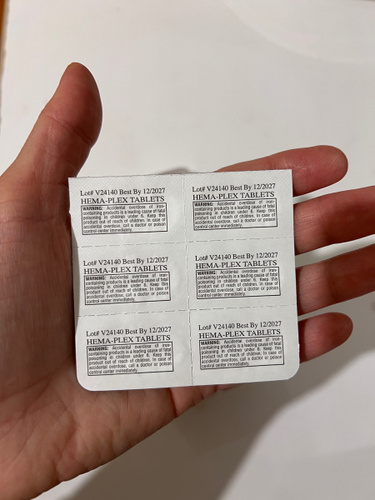 Lot# V24140 Best By 12/2027
HEMA-PLEX TABLETS
WARNING: Accidental overdose of iron-
containing products is a leading cause of fatal
poisoning in children under 6. Keep this
product out of reach of children. In case of
accidental overdose, call a doctor or poison
control center immediately.
Lot# V24140 Best By 12/2027
HEMA-PLEX TABLETS
WARNING: Accidental overdose of iron-
containing products is a leading cause of fatal
poisoning in children under 6. Keep this
product out of reach of children. In case of
accidental overdose, call a doctor or poison
control center immediately.
Lot# V24140 Best By 12/2027
HEMA-PLEX TABLETS
WARNING: Accidental overdose of iron-
containing products is a leading cause of fatal
poisoning in children under 6. Keep this
product out of reach of children. In case of
accidental overdose, call a doctor or poison
control center immediately.
Lot# V24140 Best By 12/2027
HEMA-PLEX TABLETS
WARNING: Accidental overdose of iron-
containing products is a leading cause of fatal
poisoning in children under 6. Keep this
product out of reach of children. In case of
accidental overdose, call a doctor or poison
control center immediately.
Lot# V24140 Best By 12/2027
HEMA-PLEX TABLETS
WARNING: Accidental overdose of iron-
containing products is a leading cause of fatal
poisoning in children under 6. Keep this
product out of reach of children. In case of
accidental overdose, call a doctor or poison
control center immediately.
Lot# V24140 Best By 12/2027
HEMA-PLEX TABLETS
WARNING: Accidental overdose of iron-
containing products is a leading cause of fatal
poisoning in children under 6. Keep this
product out of reach of children. In case of
accidental overdose, call a doctor or poison
control center immediately.